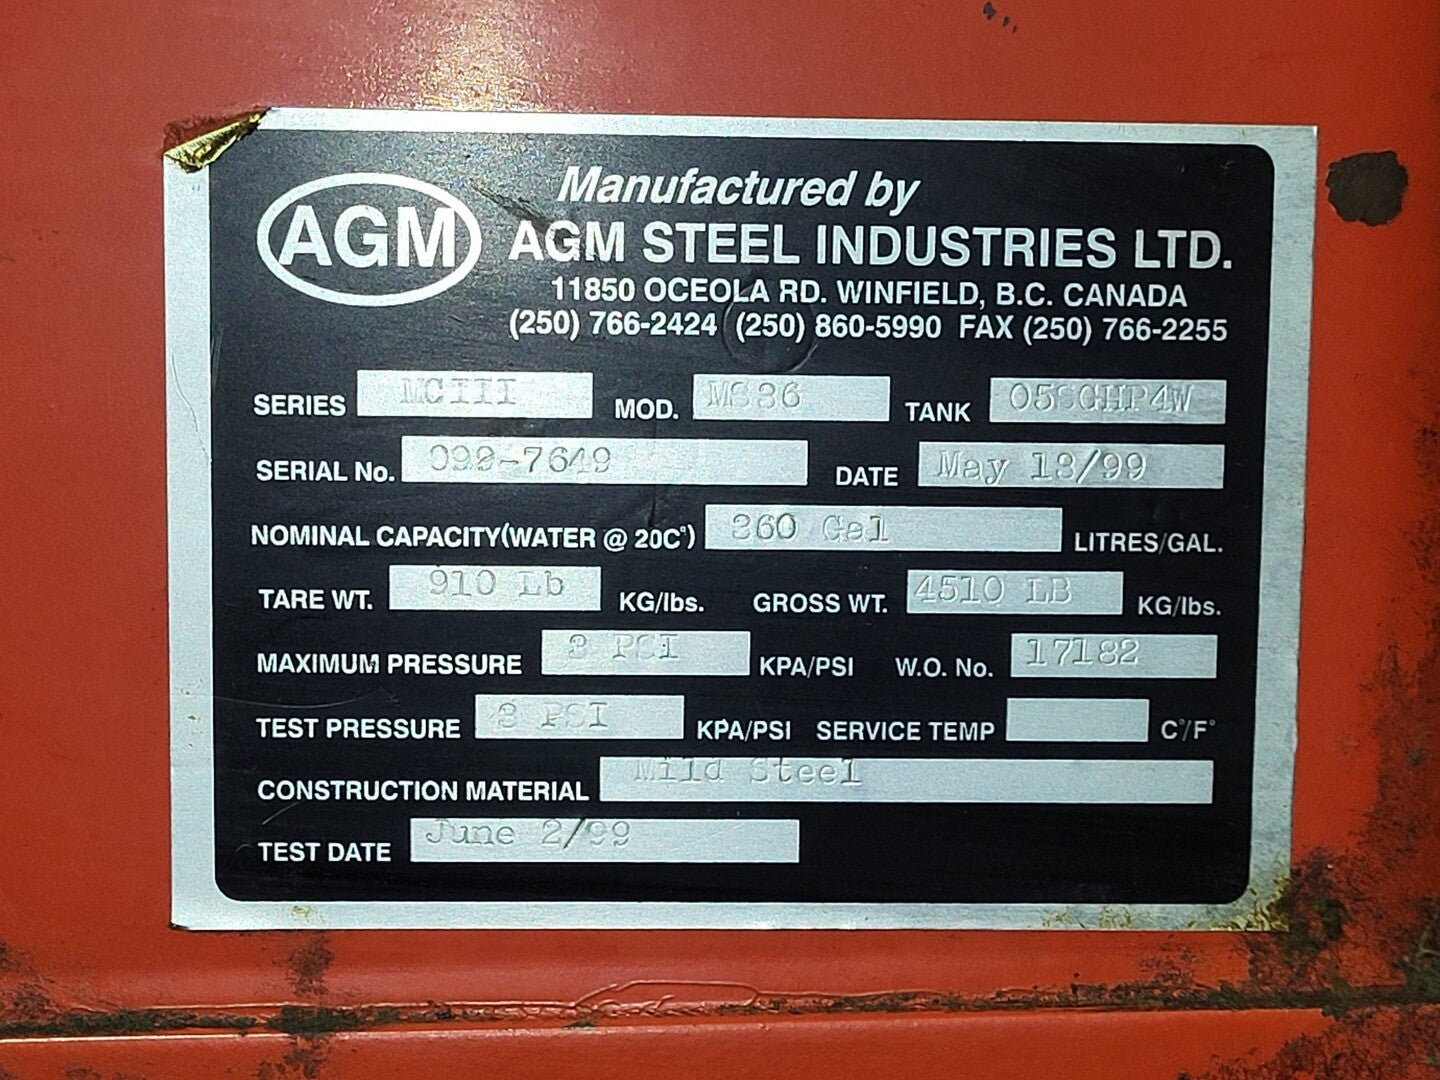 Manufactured by
AGM
AGM STEEL INDUSTRIES LTD.
11850 OCEOLA RD. WINFIELD, B.C. CANADA
(250) 766-2424 (250) 860-5990 FAX (250) 766-2255
SERIES MCIII MOD. TANK
SERIAL No. DATE May 18/99
NOMINAL CAPACITY(WATER @ 20C°) 360 Gal LITRES/GAL.
TARE WT. 910 Lb KG/lbs. GROSS WT. 4510 LB KG/lbs.
MAXIMUM PRESSURE PSI KPA/PSI W.O. No. 17182
TEST PRESSURE PSI KPA/PSI SERVICE TEMP C°/F°
CONSTRUCTION MATERIAL Mild Steel
TEST DATE June 2/99